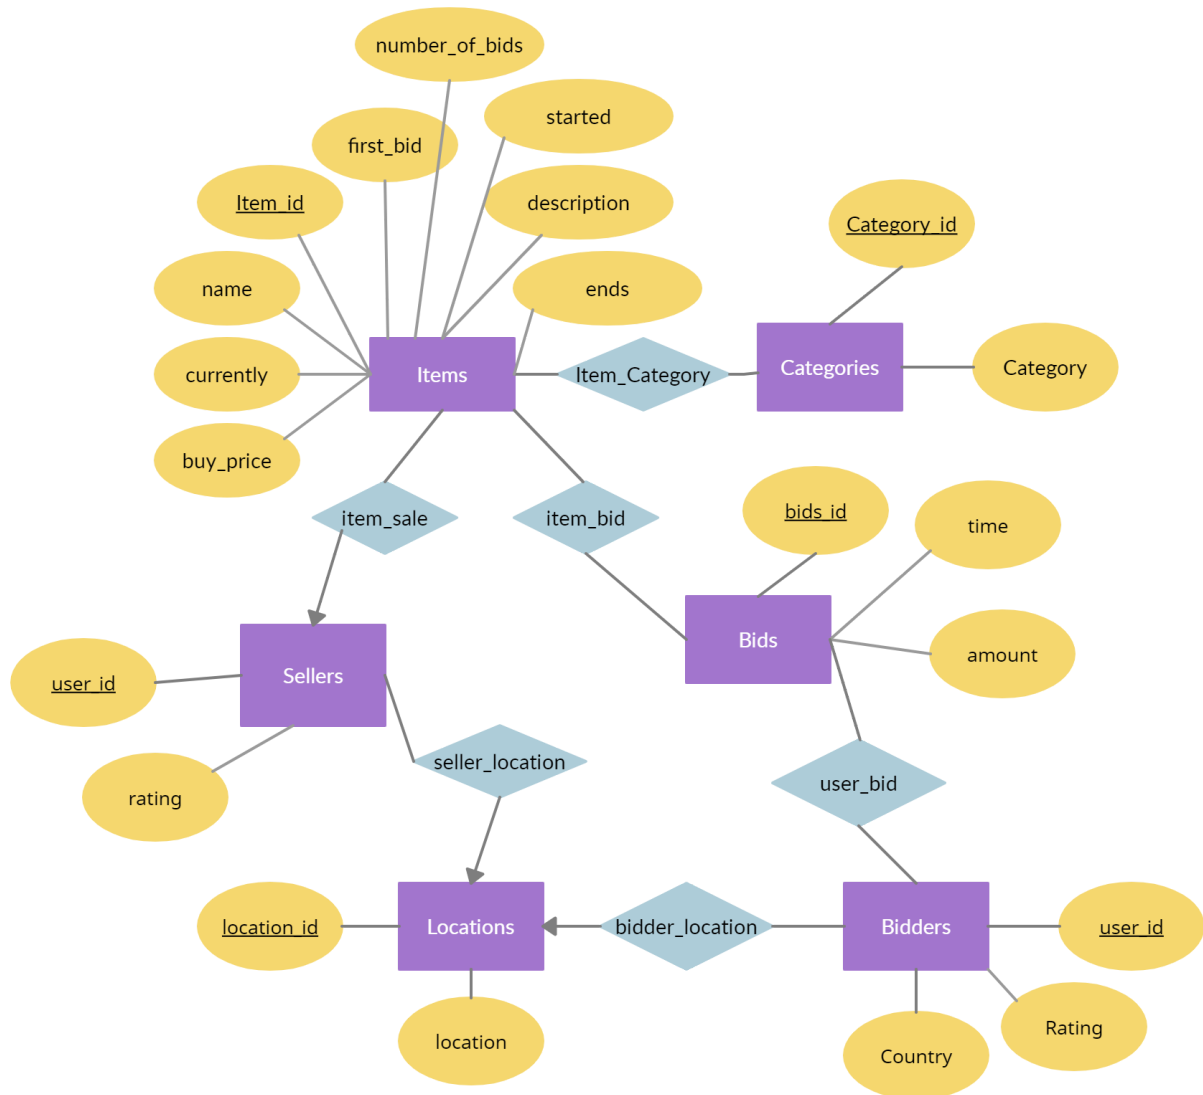 number_of_bids
started
first_bid
Item_id
description
Category_id
name
ends
currently
Items
Item_Category
Categories
Category
buy_price
item_sale
item_bid
bids_id
time
Bids
amount
Sellers
user_id
seller_location
user_bid
rating
location_id
Locations
bidder_location
Bidders
user_id
location
Country
Rating